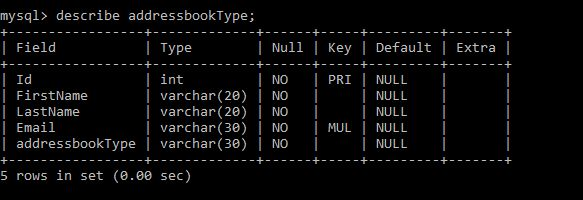 mysql> describe addressbookType;
+-----------------+-------------+------+-----+---------+-------+
| Field           | Type        | Null | Key | Default | Extra |
+-----------------+-------------+------+-----+---------+-------+
| Id              | int         | NO   | PRI | NULL    |       |
| FirstName       | varchar(20) | NO   |     | NULL    |       |
| LastName        | varchar(20) | NO   |     | NULL    |       |
| Email           | varchar(30) | NO   | MUL | NULL    |       |
| addressbookType | varchar(30) | NO   |     | NULL    |       |
+-----------------+-------------+------+-----+---------+-------+
5 rows in set (0.00 sec)